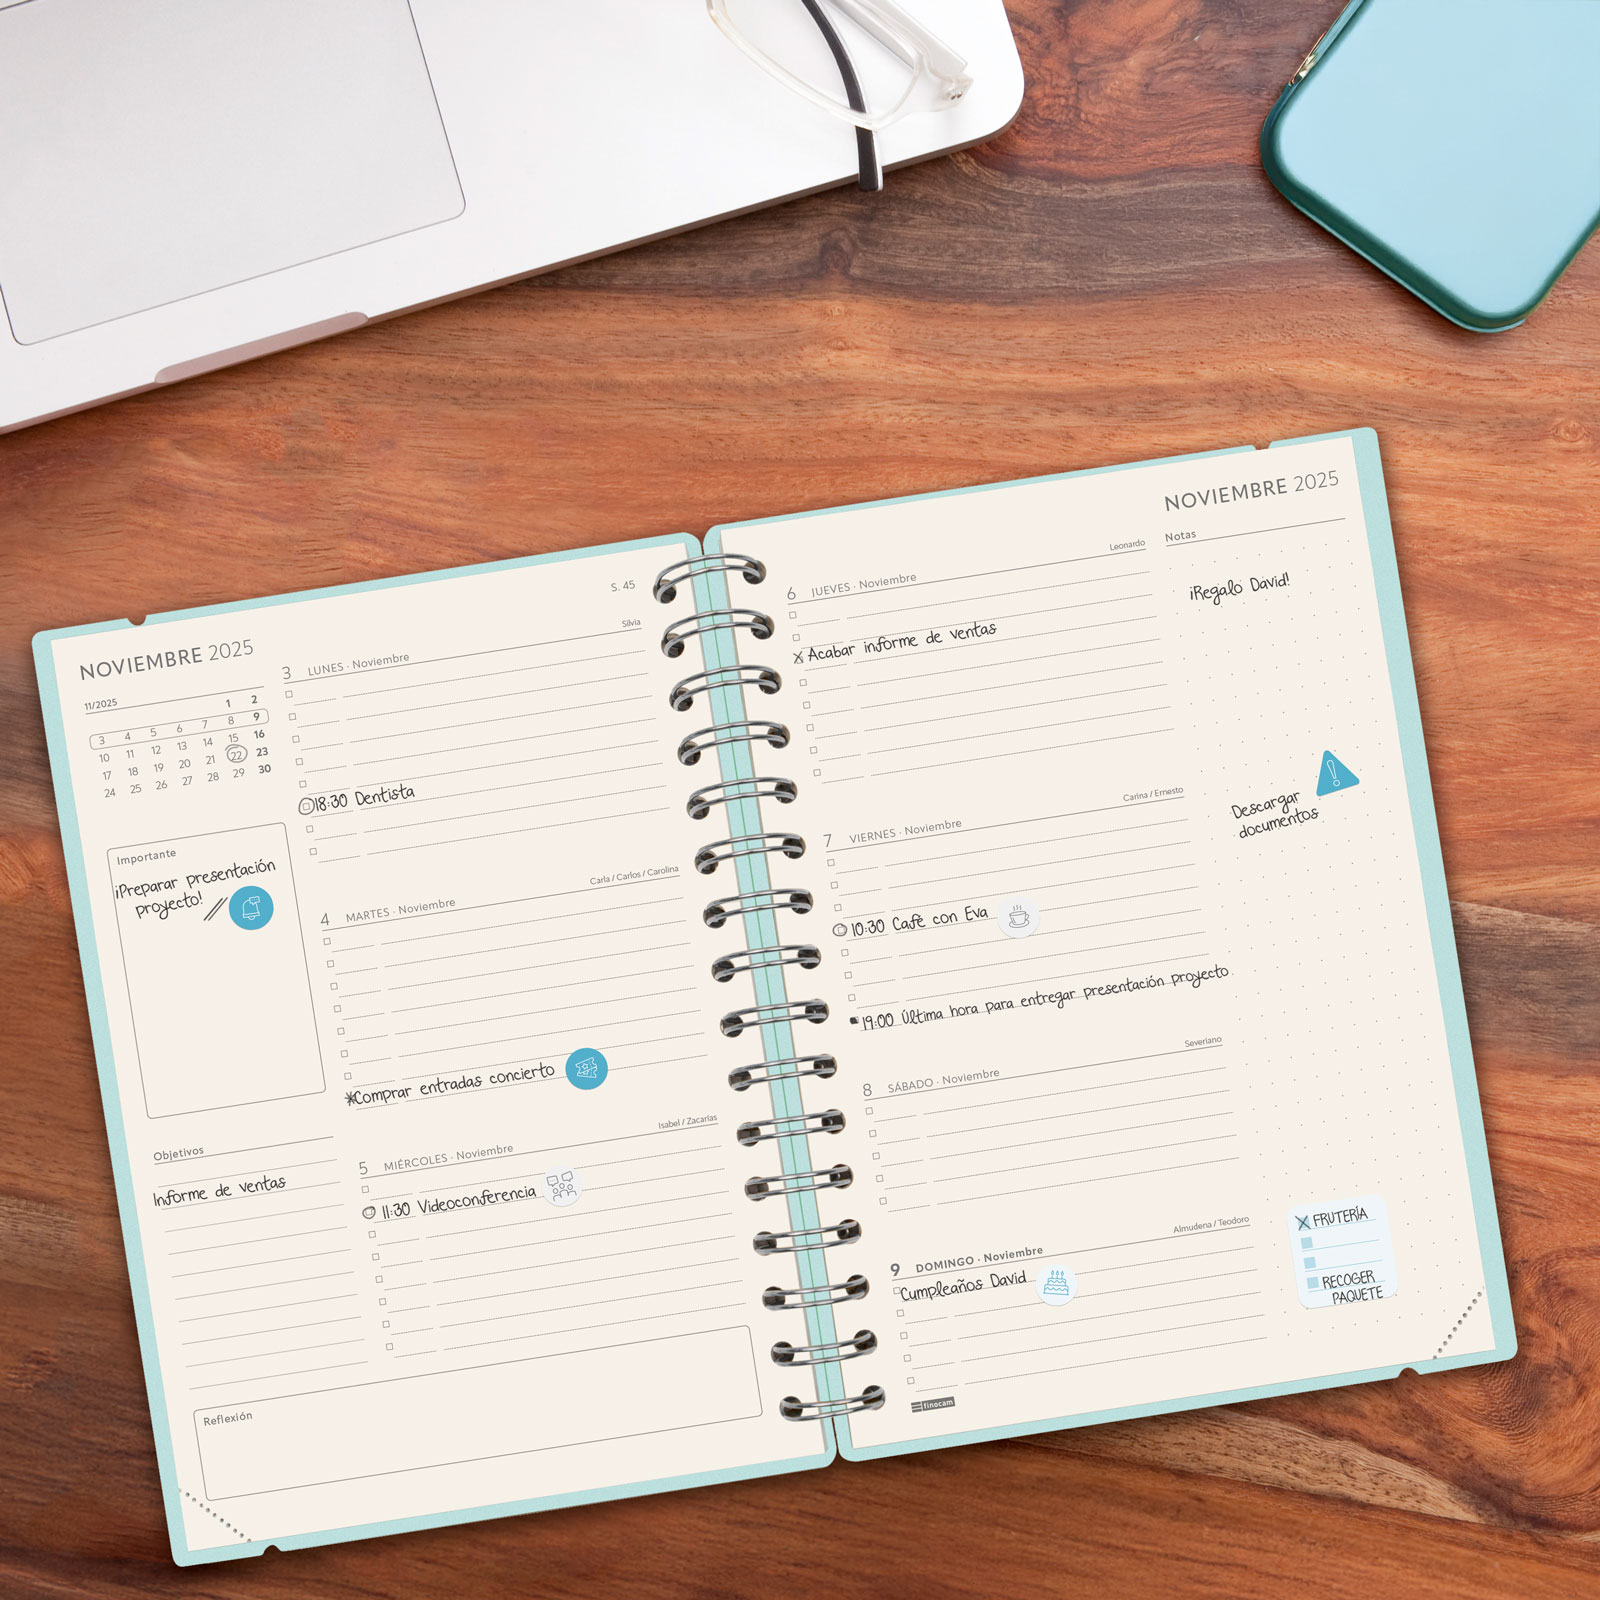 NOVIEMBRE 2025
11/2025
1 2
3 4 5 6 7 8 9
10 11 12 13 14 15 16
17 18 19 20 21 22 23
24 25 26 27 28 29 30
Importante
¡Preparar presentación
proyecto!
Objetivos
Informe de ventas
Reflexión
S. 45
Silvia
3 LUNES · Noviembre
18:30 Dentista
Carla / Carlos / Carolina
4 MARTES · Noviembre
Comprar entradas concierto
Isabel / Zacarías
5 MIÉRCOLES · Noviembre
11:30 Videoconferencia
NOVIEMBRE 2025
Leonardo
6 JUEVES · Noviembre
Acabar informe de ventas
Carina / Ernesto
7 VIERNES · Noviembre
10:30 Café con Eva
19:00 Última hora para entregar presentación proyecto
Severiano
8 SÁBADO · Noviembre
Almudena / Teodoro
9 DOMINGO · Noviembre
Cumpleaños David
finocam
Notas
¡Regalo David!
Descargar
documentos
FRUTERÍA
RECOGER
PAQUETE